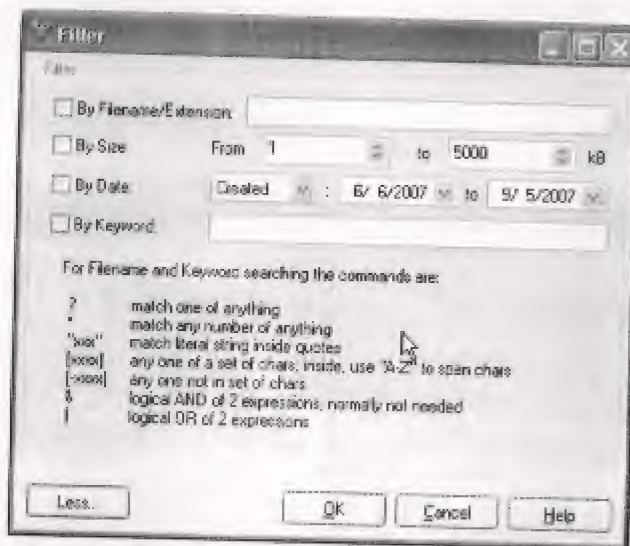 Filter
Filter
By Filename/Extension:
By Size From 1 to 5000 kB
By Date: Created : 6/ 6/2007 to 9/ 5/2007
By Keyword:
For Filename and Keyword searching the commands are:
? match one of anything
* match any number of anything
"xxx" match literal string inside quotes
[xxxx] any one of a set of chars, inside, use "A-Z" to span chars
[-xxxx] any one not in set of chars
& logical AND of 2 expressions, normally not needed
| logical OR of 2 expressions
Less.. OK Cancel Help